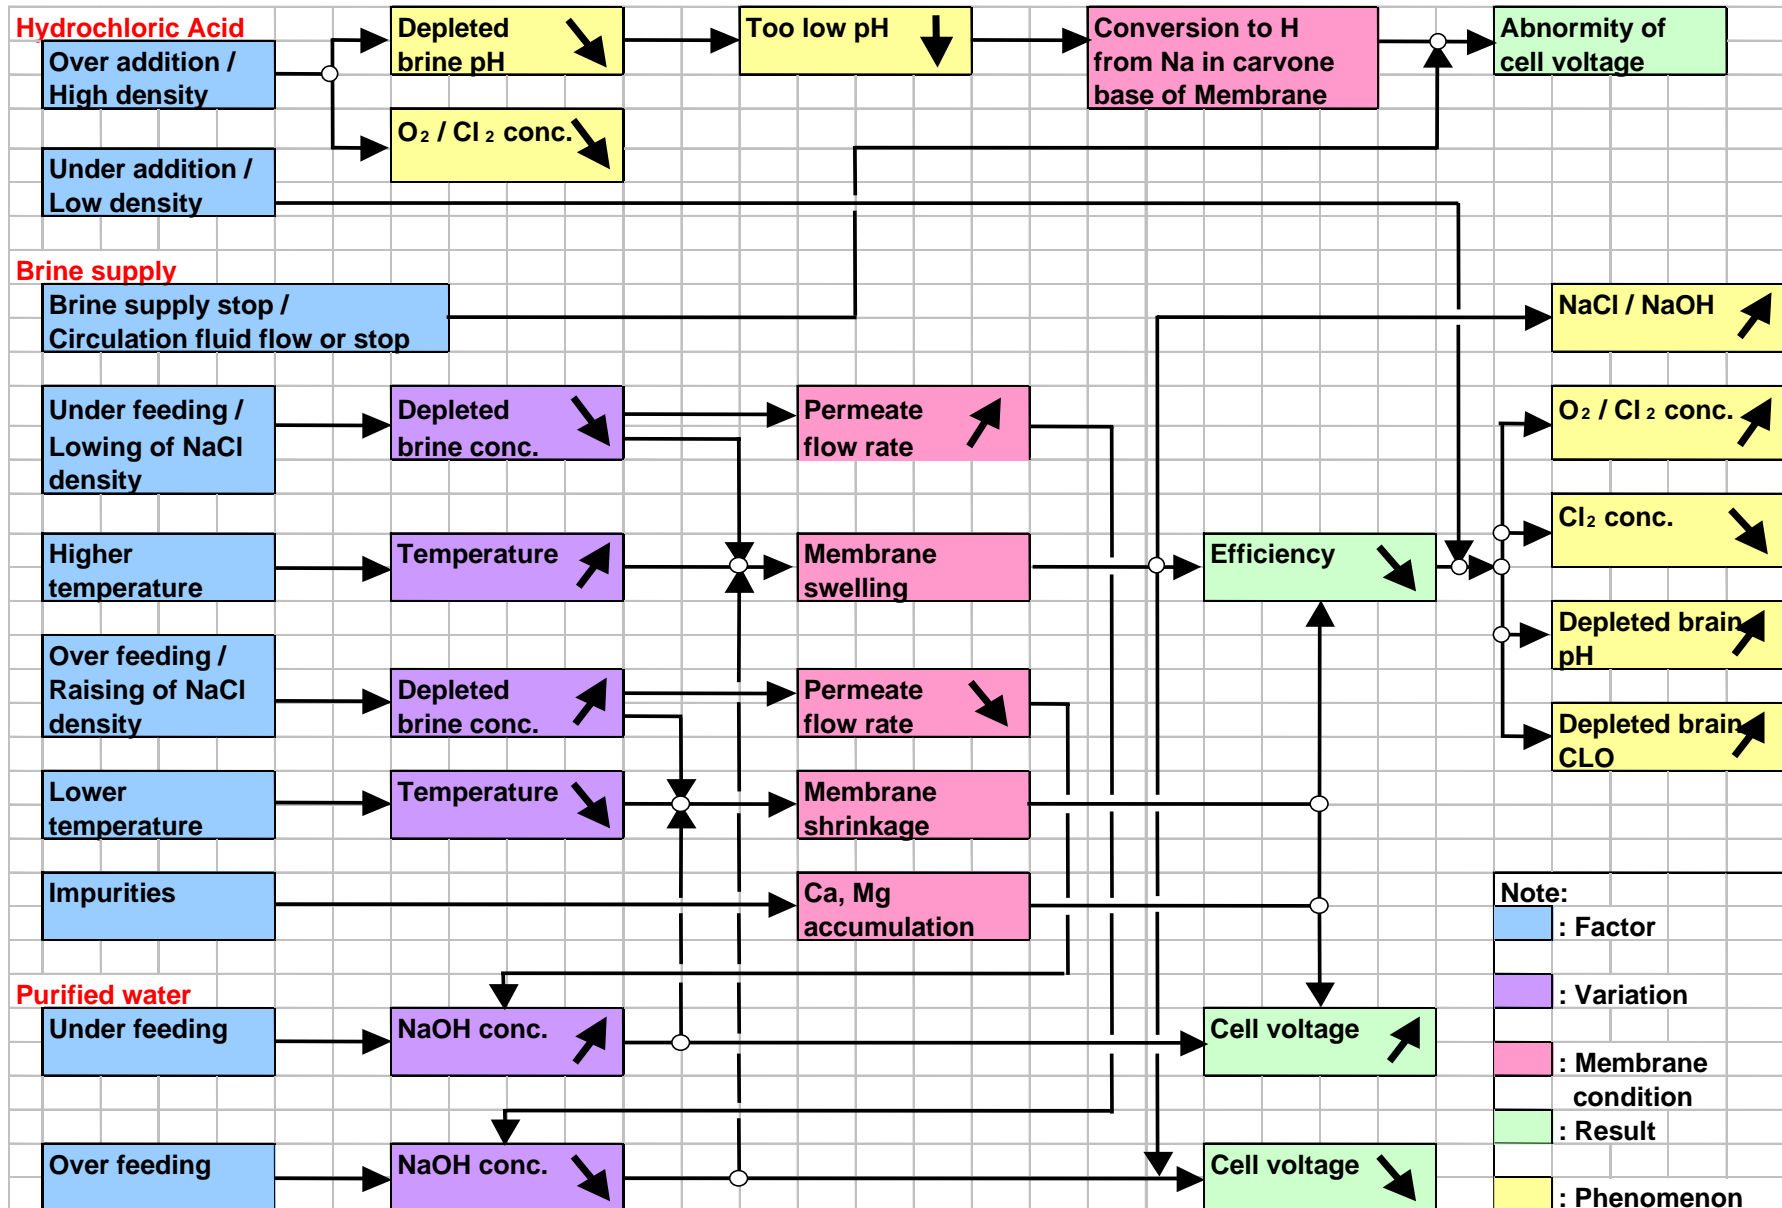 Hydrochloric Acid
Over addition /
High density
Depleted
brine pH
Too low pH
Conversion to H
from Na in carvone
base of Membrane
Abnormity of
cell voltage
O₂ / Cl₂ conc.
Under addition /
Low density
Brine supply
Brine supply stop /
Circulation fluid flow or stop
NaCl / NaOH
Under feeding /
Lowing of NaCl
density
Depleted
brine conc.
Permeate
flow rate
O₂ / Cl₂ conc.
Cl₂ conc.
Higher
temperature
Temperature
Membrane
swelling
Efficiency
Depleted brain
pH
Over feeding /
Raising of NaCl
density
Depleted
brine conc.
Permeate
flow rate
Depleted brain
CLO
Lower
temperature
Temperature
Membrane
shrinkage
Impurities
Ca, Mg
accumulation
Note:
: Factor
: Variation
: Membrane
condition
: Result
: Phenomenon
Purified water
Under feeding
NaOH conc.
Cell voltage
Over feeding
NaOH conc.
Cell voltage